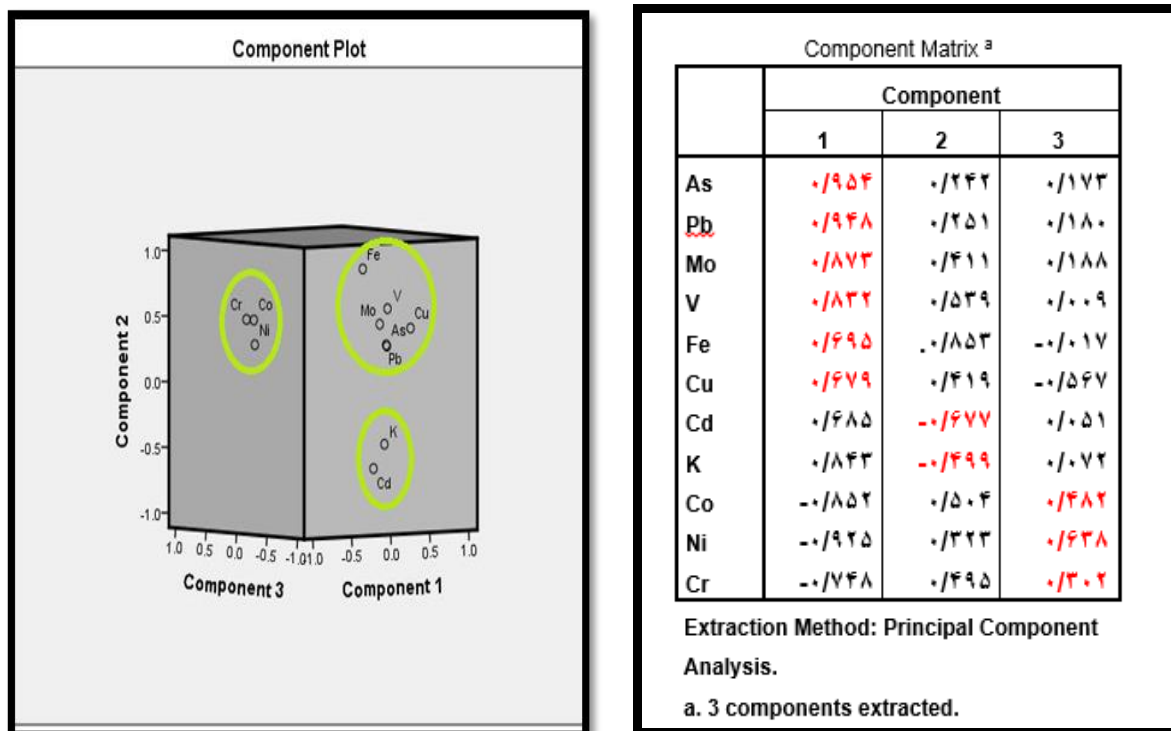 Component Plot
Component 2
1.0
0.5
0.0
-0.5
-1.0
Fe
V
Mo
Cu
As
Pb
Cr
Co
Ni
K
Cd
1.0 0.5 0.0 -0.5 -1.01.0 -0.5 0.0 0.5 1.0
Component 3
Component 1
Component Matrix a
Component
1 2 3
As ۰/۹۵۴ ۰/۲۴۲ ۰/۱۷۳
Pb ۰/۹۴۸ ۰/۲۵۱ ۰/۱۸۰
Mo ۰/۸۷۳ ۰/۴۱۱ ۰/۱۸۸
V ۰/۸۳۲ ۰/۵۳۹ ۰/۰۰۹
Fe ۰/۶۹۵ .۰/۸۵۳ -۰/۰۱۷
Cu ۰/۶۷۹ ۰/۴۱۹ -۰/۵۶۷
Cd ۰/۶۸۵ -۰/۶۷۷ ۰/۰۵۱
K ۰/۸۴۳ -۰/۴۹۹ ۰/۰۷۲
Co -۰/۸۵۲ ۰/۵۰۴ ۰/۴۸۲
Ni -۰/۹۲۵ ۰/۳۲۳ ۰/۶۳۸
Cr -۰/۷۴۸ ۰/۴۹۵ ۰/۳۰۲
Extraction Method: Principal Component
Analysis.
a. 3 components extracted.